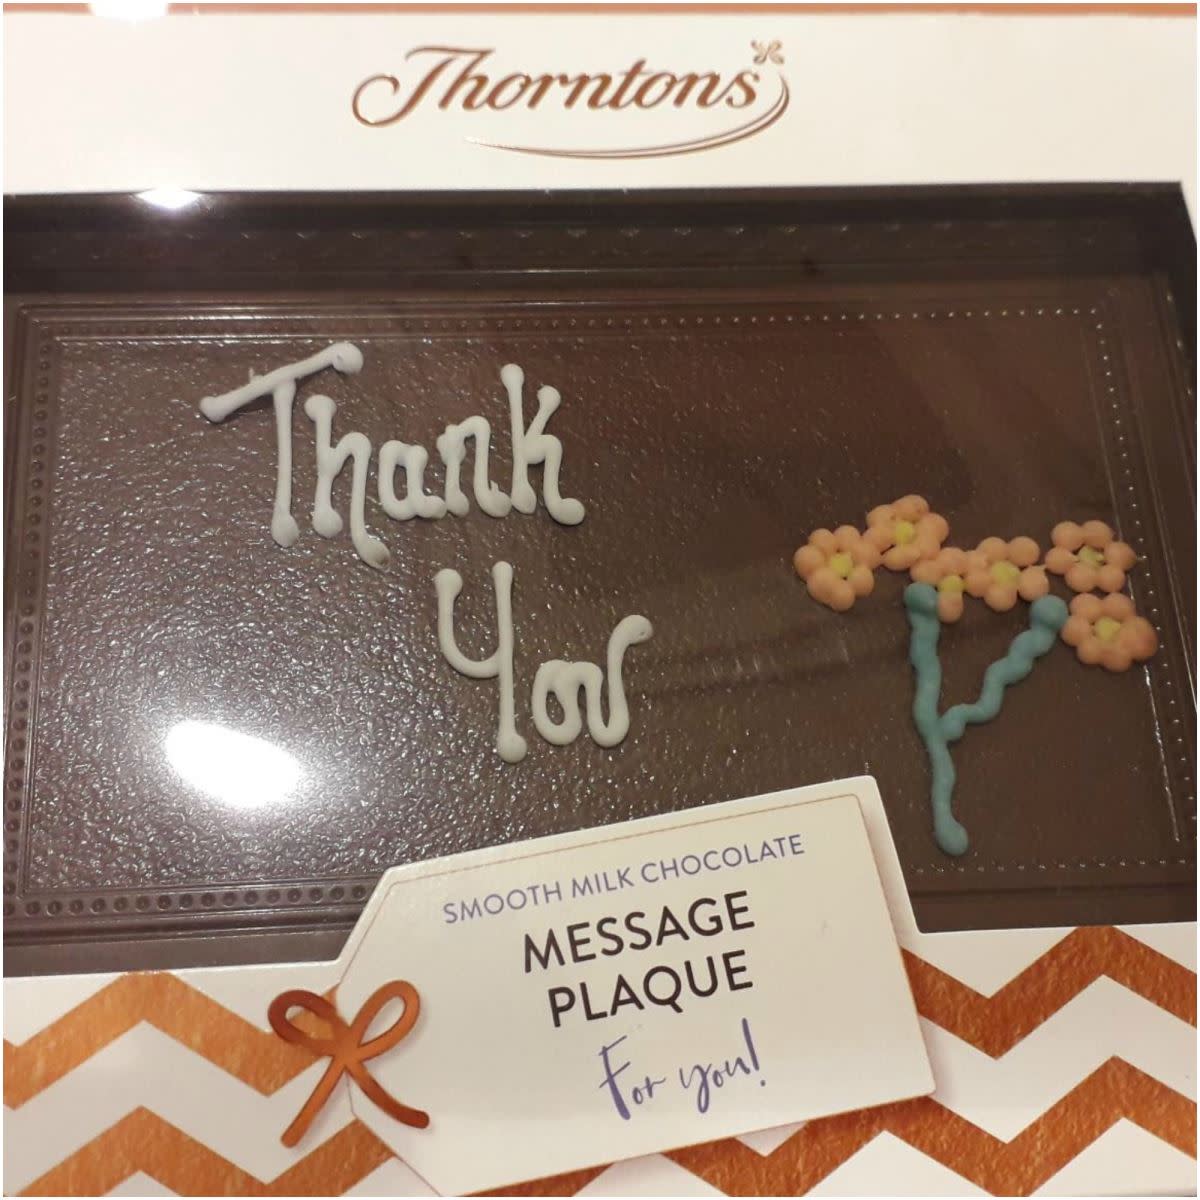 Thorntons
Thank
You
SMOOTH MILK CHOCOLATE
MESSAGE
PLAQUE
For you!